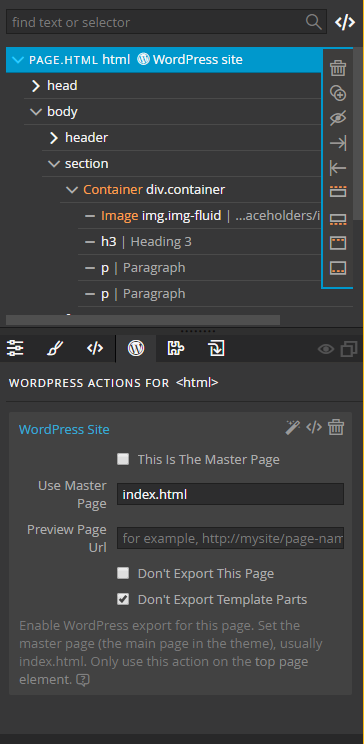 find text or selector
PAGE.HTML html WordPress site
head
body
header
section
Container div.container
Image img.img-fluid | ...aceholders/i
h3 | Heading 3
p | Paragraph
p | Paragraph
WORDPRESS ACTIONS FOR <html>
WordPress Site
This Is The Master Page
Use Master Page
index.html
Preview Page Url
for example, http://mysite/page-nam
Don't Export This Page
Don't Export Template Parts
Enable WordPress export for this page. Set the
master page (the main page in the theme), usually
index.html. Only use this action on the top page
element.